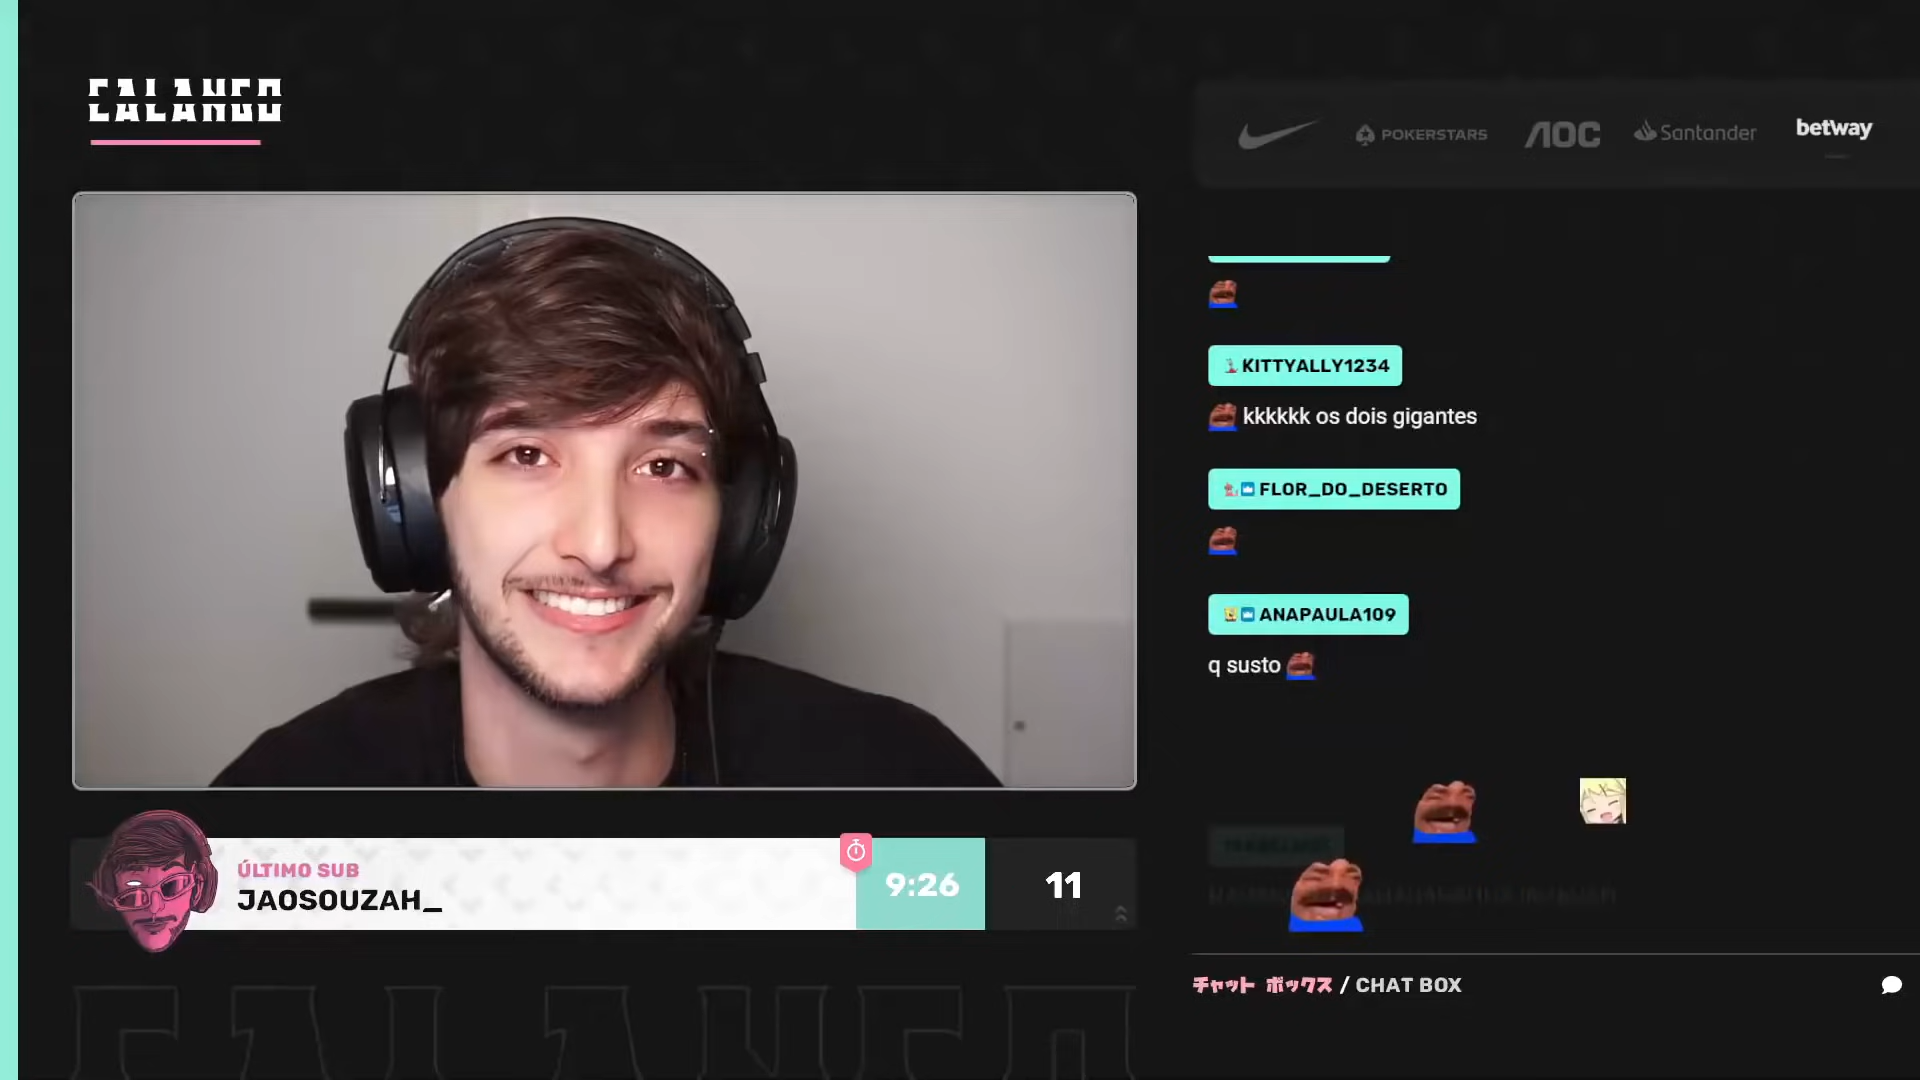 CALANGO
POKERSTARS
AOC
Santander
betway
KITTYALLY1234
kkkkkk os dois gigantes
FLOR_DO_DESERTO
ANAPAULA109
q susto
ÚLTIMO SUB
JAOSOUZAH_
9:26
11
チャット ボックス / CHAT BOX
CALANGO